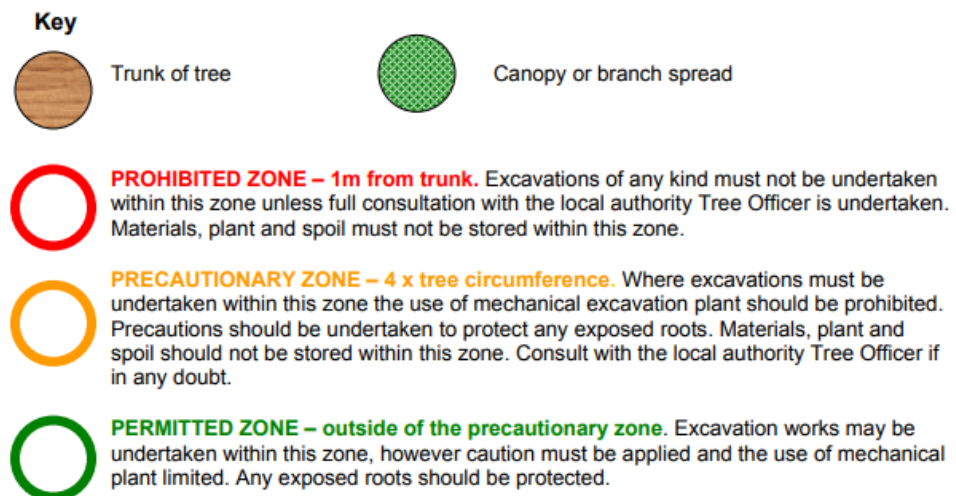 Key
Trunk of tree
Canopy or branch spread
PROHIBITED ZONE – 1m from trunk. Excavations of any kind must not be undertaken
within this zone unless full consultation with the local authority Tree Officer is undertaken.
Materials, plant and spoil must not be stored within this zone.
PRECAUTIONARY ZONE – 4 x tree circumference. Where excavations must be
undertaken within this zone the use of mechanical excavation plant should be prohibited.
Precautions should be undertaken to protect any exposed roots. Materials, plant and
spoil should not be stored within this zone. Consult with the local authority Tree Officer if
in any doubt.
PERMITTED ZONE – outside of the precautionary zone. Excavation works may be
undertaken within this zone, however caution must be applied and the use of mechanical
plant limited. Any exposed roots should be protected.